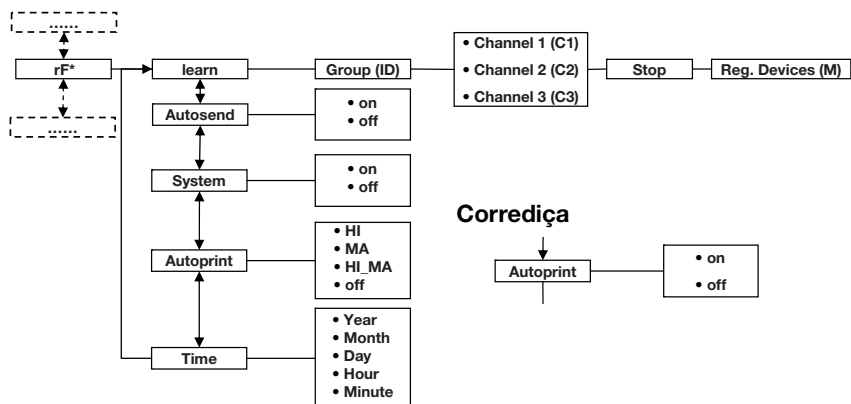 ......
rF*
......
learn
Group (ID)
• Channel 1 (C1)
• Channel 2 (C2)
• Channel 3 (C3)
Stop
Reg. Devices (M)
Autosend
• on
• off
System
• on
• off
Autoprint
• HI
• MA
• HI_MA
• off
Time
• Year
• Month
• Day
• Hour
• Minute
Corrediça
Autoprint
• on
• off